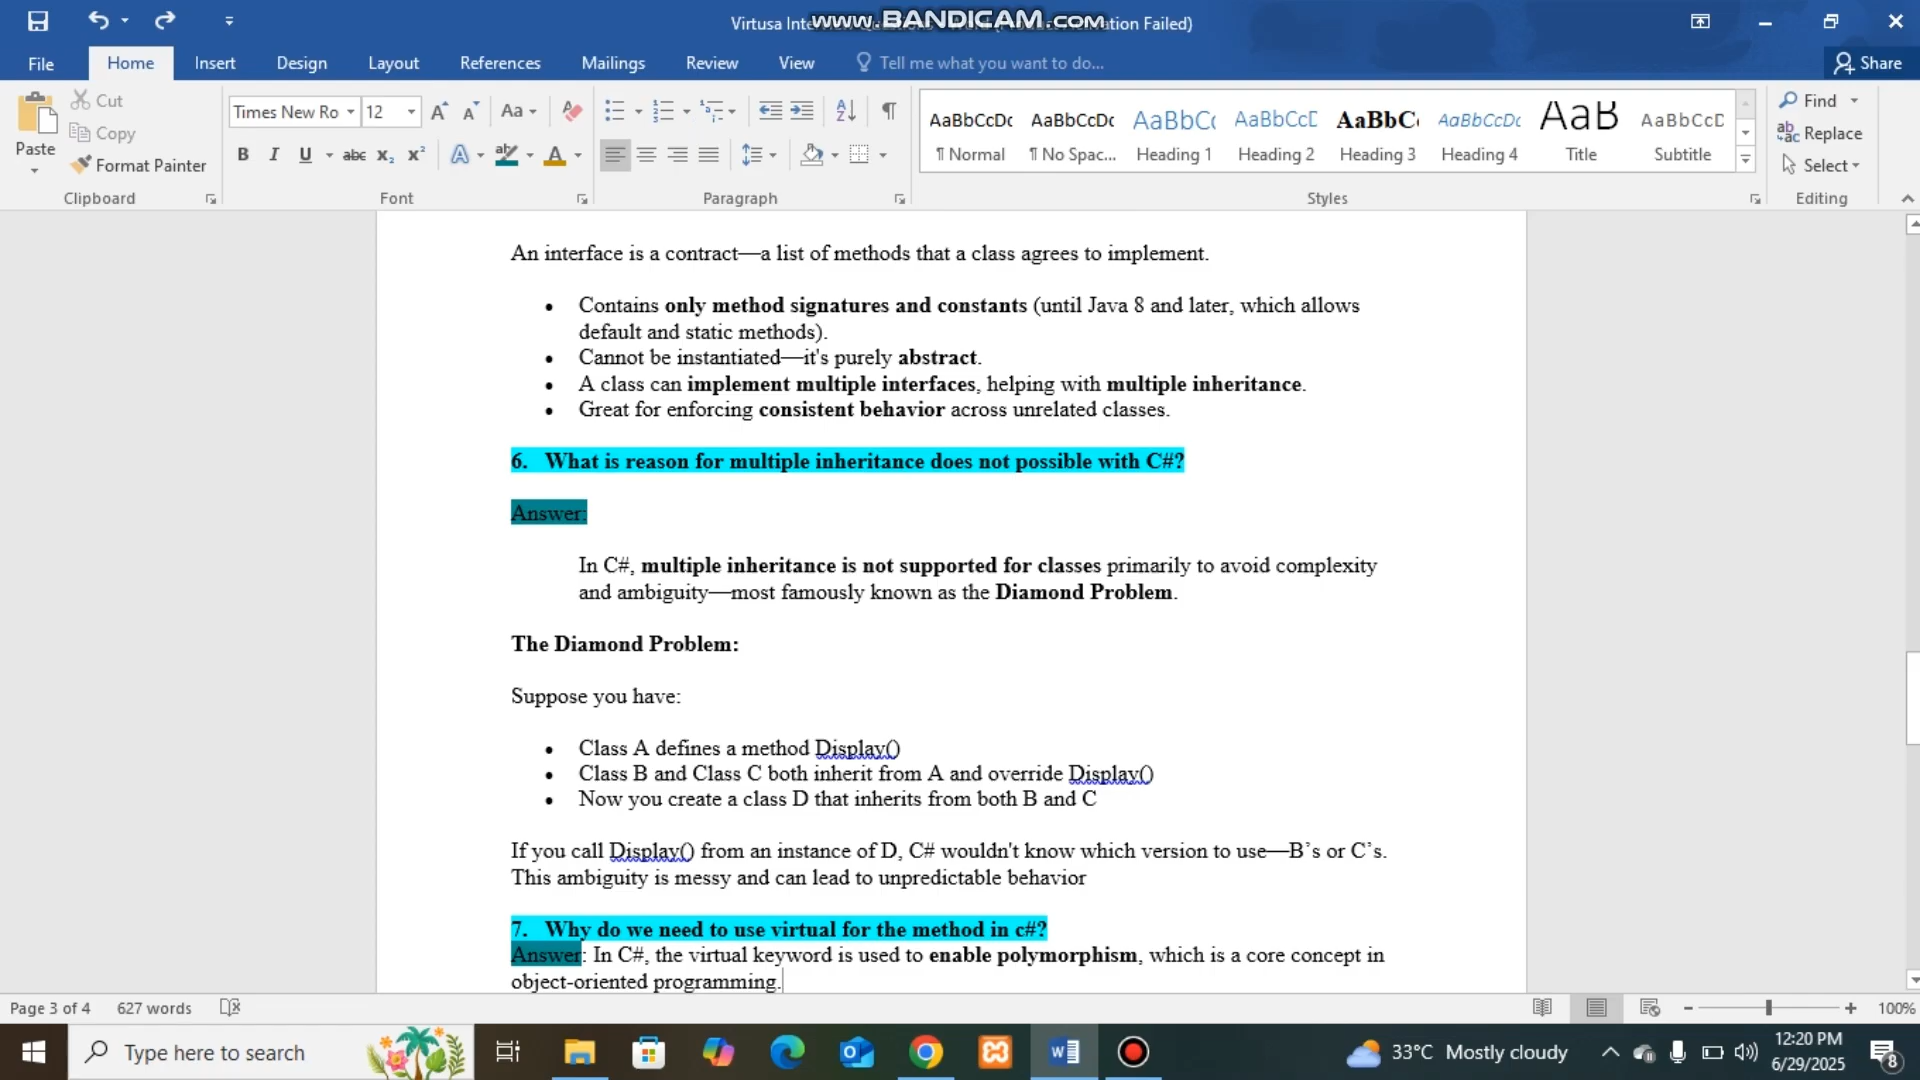 Virtusa Inte
www.BANDICAM.com
ation Failed)
File
Home
Insert
Design
Layout
References
Mailings
Review
View
Tell me what you want to do...
Share
Paste
Cut
Copy
Format Painter
Clipboard
Times New Ro
12
Aa
B I U abc x₂ x²
Font
Paragraph
AaBbCcDc AaBbCcDc AaBbC( AaBbCcE AaBbC( AaBbCcDc AaB AaBbCcD
¶ Normal ¶ No Spac... Heading 1 Heading 2 Heading 3 Heading 4 Title Subtitle
Styles
Find
Replace
Select
Editing
An interface is a contract—a list of methods that a class agrees to implement.
• Contains only method signatures and constants (until Java 8 and later, which allows
default and static methods).
• Cannot be instantiated—it's purely abstract.
• A class can implement multiple interfaces, helping with multiple inheritance.
• Great for enforcing consistent behavior across unrelated classes.
6. What is reason for multiple inheritance does not possible with C#?
Answer:
In C#, multiple inheritance is not supported for classes primarily to avoid complexity
and ambiguity—most famously known as the Diamond Problem.
The Diamond Problem:
Suppose you have:
• Class A defines a method Display()
• Class B and Class C both inherit from A and override Display()
• Now you create a class D that inherits from both B and C
If you call Display() from an instance of D, C# wouldn't know which version to use—B’s or C’s.
This ambiguity is messy and can lead to unpredictable behavior
7. Why do we need to use virtual for the method in c#?
Answer: In C#, the virtual keyword is used to enable polymorphism, which is a core concept in
object-oriented programming.
Page 3 of 4
627 words
100%
Type here to search
33°C Mostly cloudy
12:20 PM
6/29/2025
8